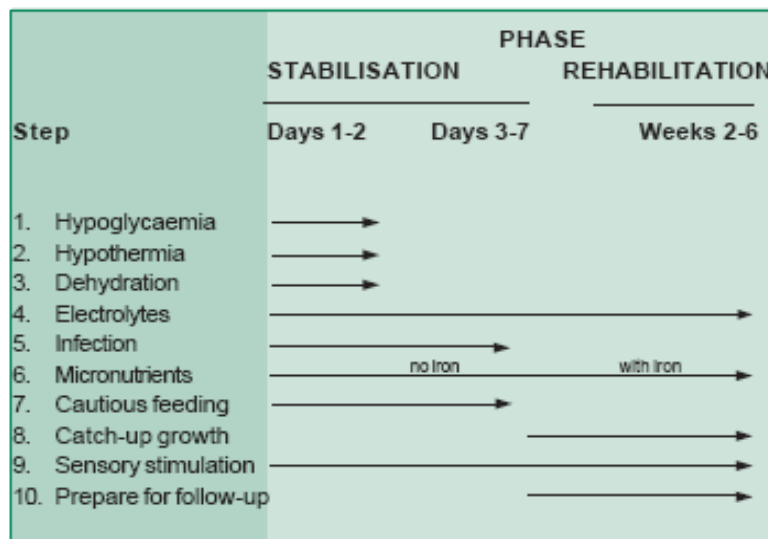 PHASE
STABILISATION REHABILITATION
Step Days 1-2 Days 3-7 Weeks 2-6
1. Hypoglycaemia
2. Hypothermia
3. Dehydration
4. Electrolytes
5. Infection
6. Micronutrients no iron with iron
7. Cautious feeding
8. Catch-up growth
9. Sensory stimulation
10. Prepare for follow-up